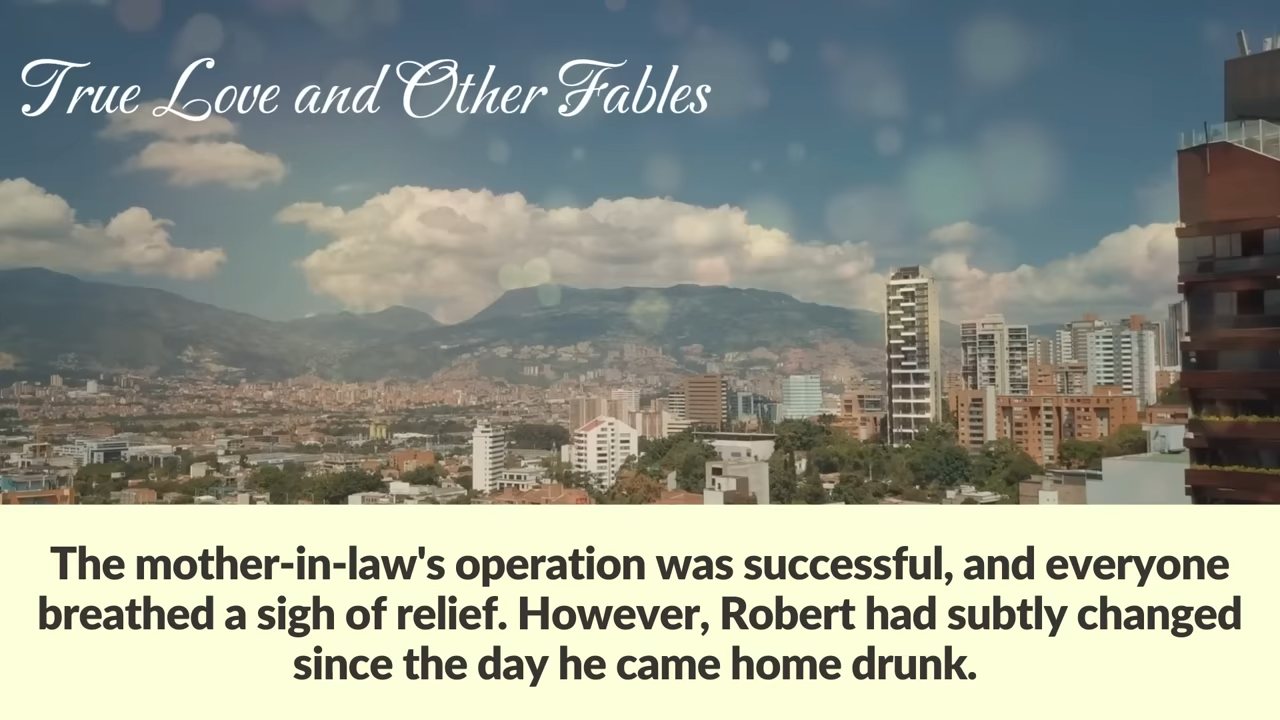 True Love and Other Fables
The mother-in-law's operation was successful, and everyone
breathed a sigh of relief. However, Robert had subtly changed
since the day he came home drunk.